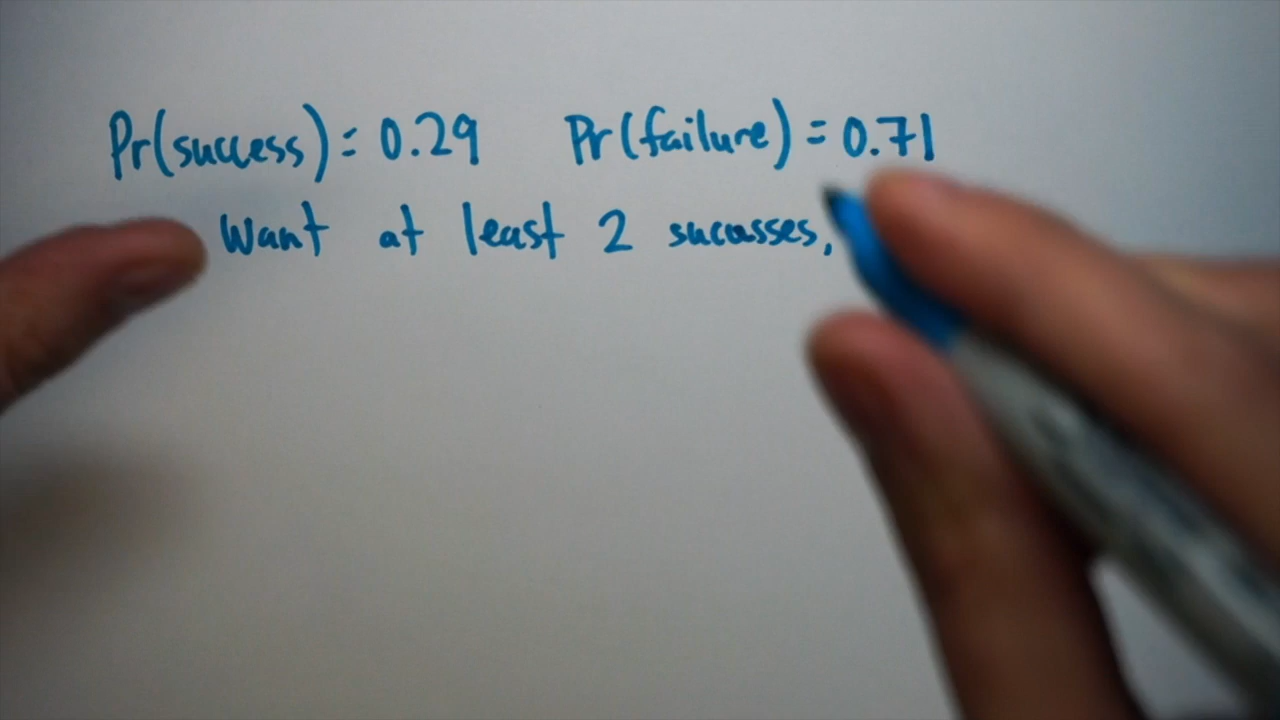 Pr(success) = 0.29 Pr(failure) = 0.71
Want at least 2 successes,